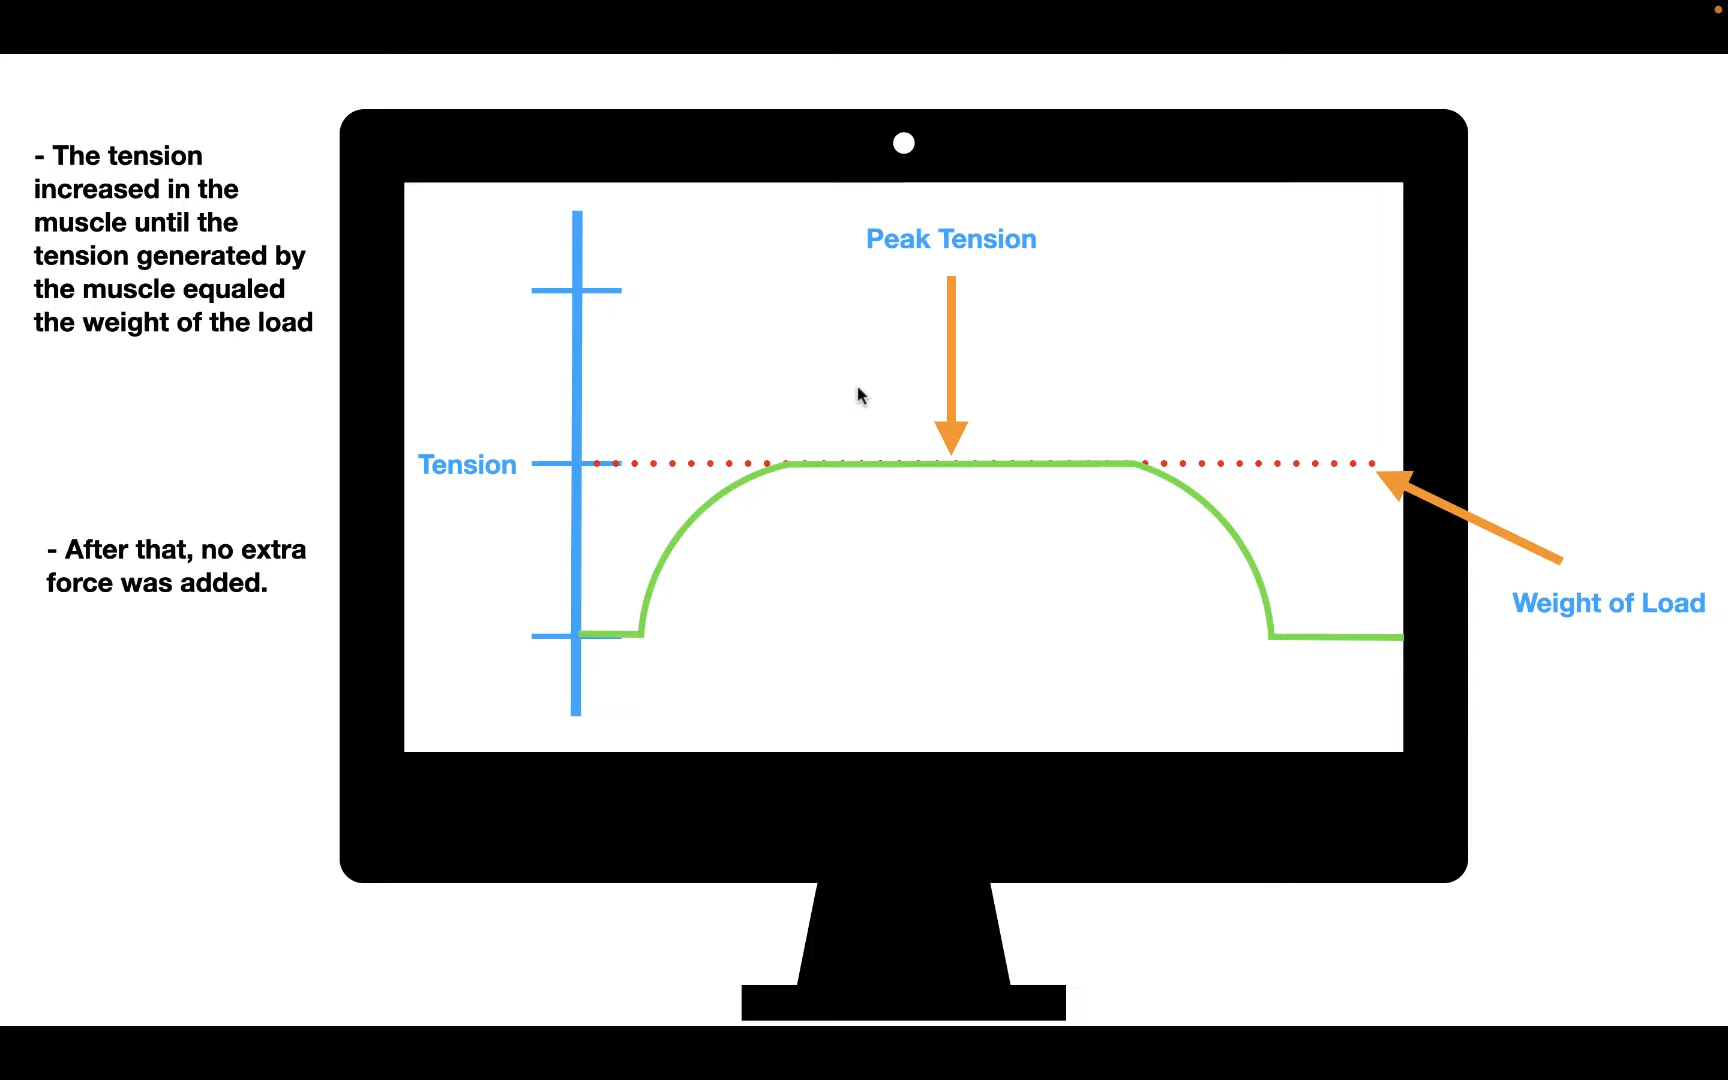 - The tension
increased in the
muscle until the
tension generated by
the muscle equaled
the weight of the load
- After that, no extra
force was added.
Peak Tension
Tension
Weight of Load